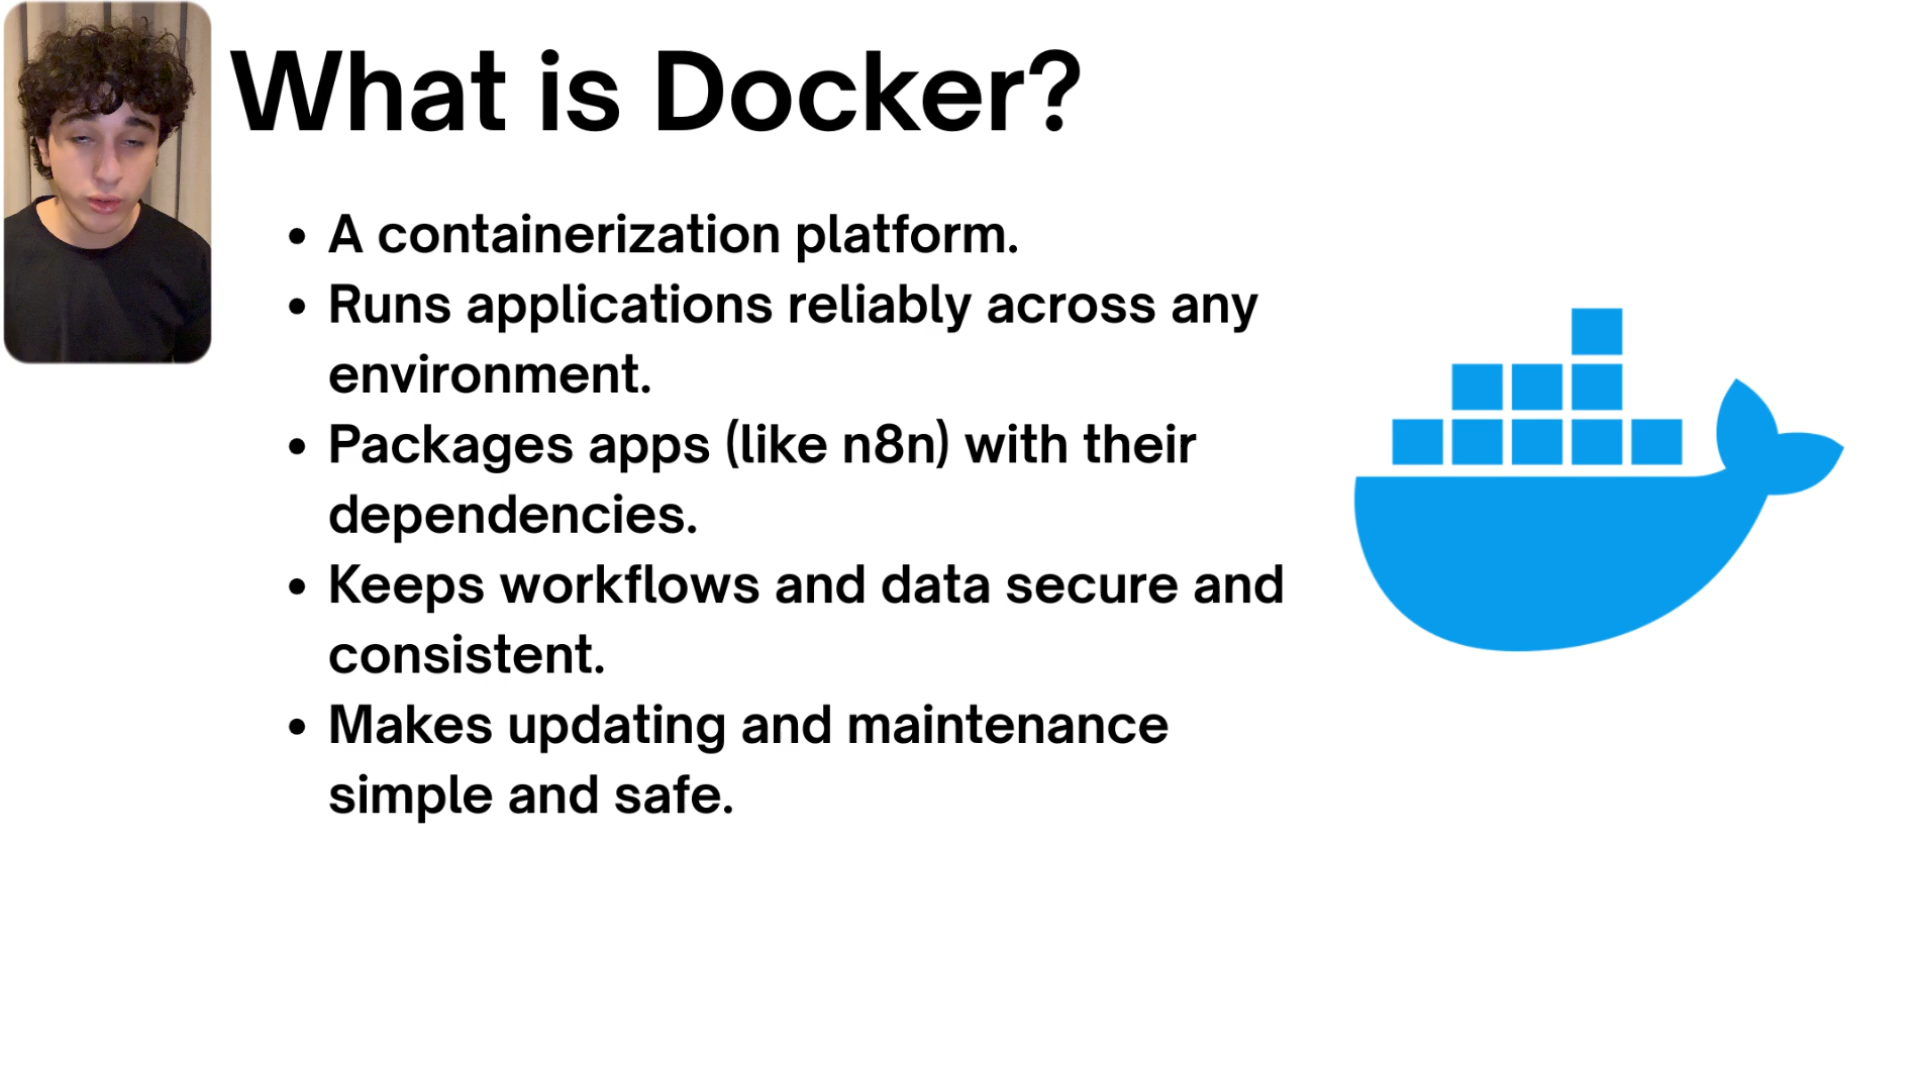 What is Docker?
• A containerization platform.
• Runs applications reliably across any
environment.
• Packages apps (like n8n) with their
dependencies.
• Keeps workflows and data secure and
consistent.
• Makes updating and maintenance
simple and safe.